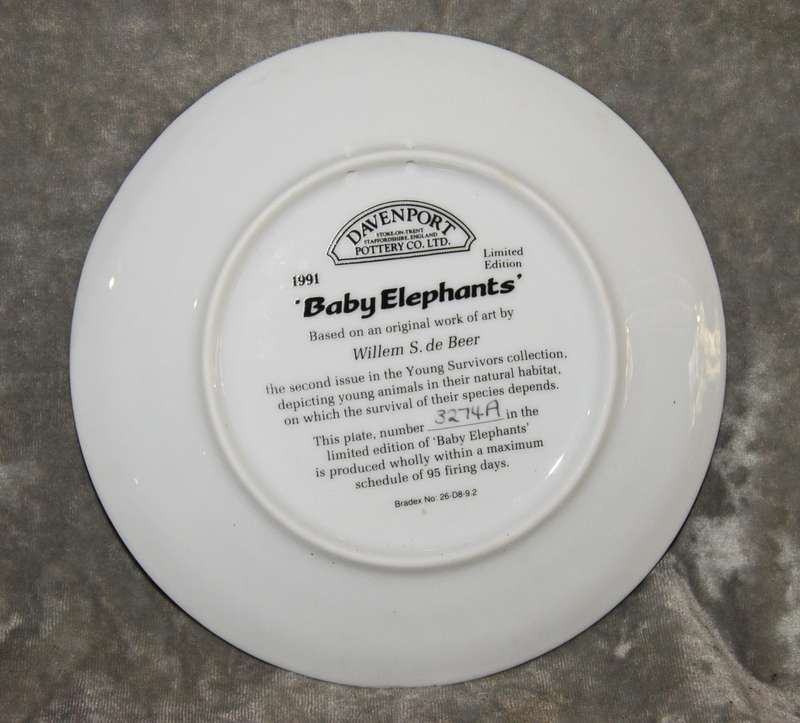 DAVENPORT
STOKE-ON-TRENT
STAFFORDSHIRE, ENGLAND
POTTERY CO. LTD.
1991
Limited
Edition
'Baby Elephants'
Based on an original work of art by
Willem S. de Beer
the second issue in the Young Survivors collection,
depicting young animals in their natural habitat,
on which the survival of their species depends.
This plate, number 3274A in the
limited edition of 'Baby Elephants'
is produced wholly within a maximum
schedule of 95 firing days.
Bradex No: 26-D8-9.2